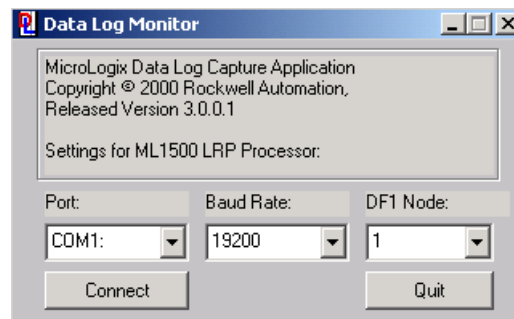 Data Log Monitor
MicroLogix Data Log Capture Application
Copyright © 2000 Rockwell Automation,
Released Version 3.0.0.1
Settings for ML1500 LRP Processor:
Port: Baud Rate: DF1 Node:
COM1: 19200 1
Connect Quit